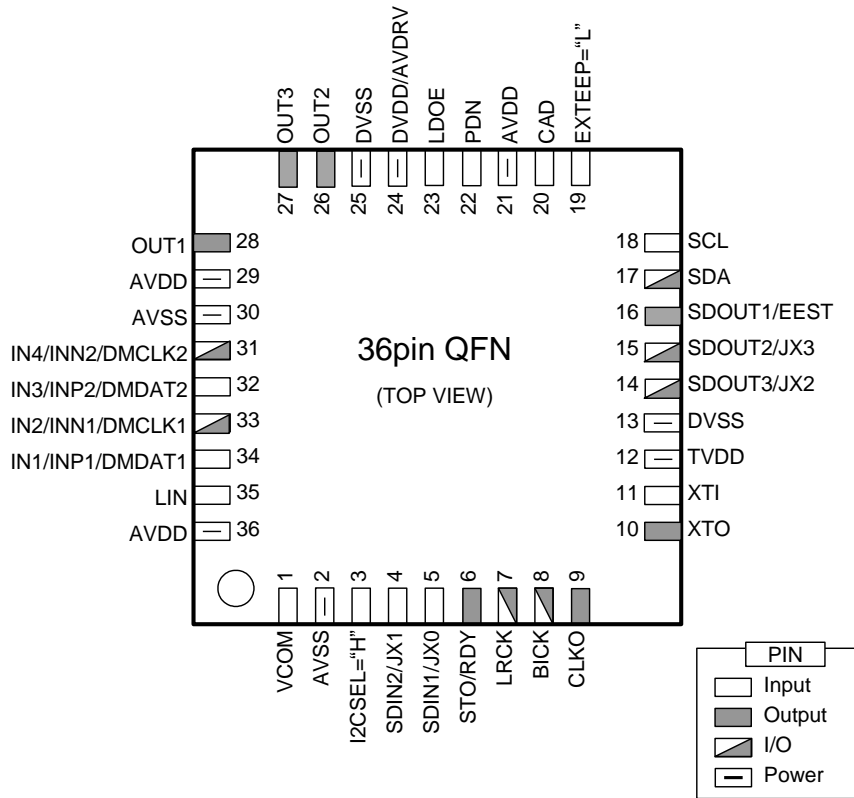 OUT3
OUT2
DVSS
DVDD/AVDRV
LDOE
PDN
AVDD
CAD
EXTEEP=“L”
27
26
25
24
23
22
21
20
19
OUT1 28
AVDD 29
AVSS 30
IN4/INN2/DMCLK2 31
IN3/INP2/DMDAT2 32
IN2/INN1/DMCLK1 33
IN1/INP1/DMDAT1 34
LIN 35
AVDD 36
36pin QFN
(TOP VIEW)
18 SCL
17 SDA
16 SDOUT1/EEST
15 SDOUT2/JX3
14 SDOUT3/JX2
13 DVSS
12 TVDD
11 XTI
10 XTO
1
2
3
4
5
6
7
8
9
VCOM
AVSS
I2CSEL=“H”
SDIN2/JX1
SDIN1/JX0
STO/RDY
LRCK
BICK
CLKO
PIN
Input
Output
I/O
Power